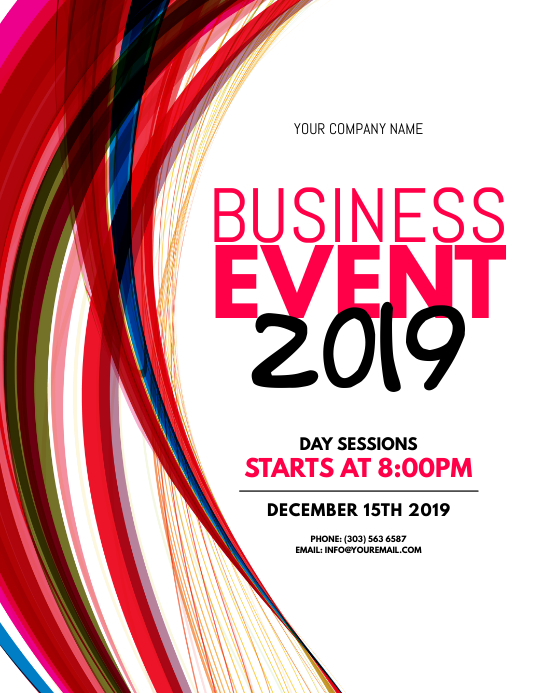 YOUR COMPANY NAME
BUSINESS
EVENT
2019
DAY SESSIONS
STARTS AT 8:00PM
DECEMBER 15TH 2019
PHONE: (303) 563 6587
EMAIL: INFO@YOUREMAIL.COM